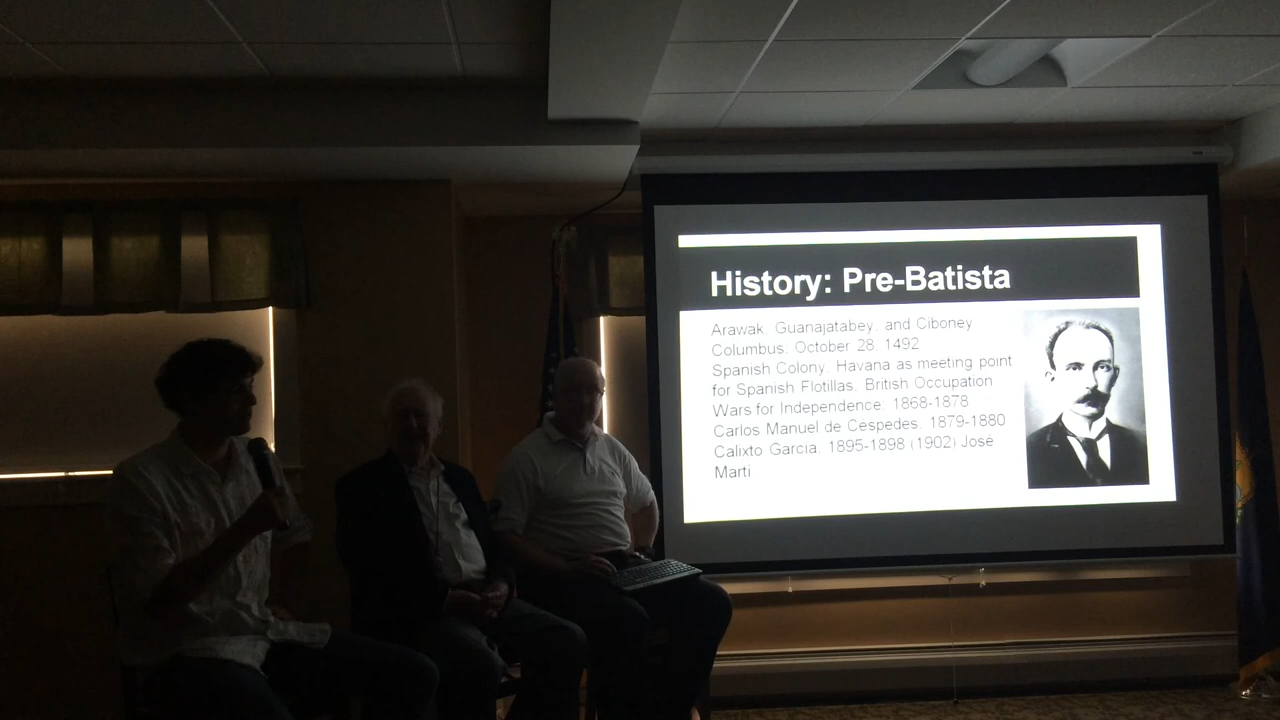 History: Pre-Batista
Arawak, Guanajatabey, and Ciboney
Columbus: October 28, 1492
Spanish Colony: Havana as meeting point
for Spanish Flotillas, British Occupation
Wars for Independence: 1868-1878
Carlos Manuel de Céspedes, 1879-1880
Calixto Garcia, 1895-1898 (1902) José
Martí